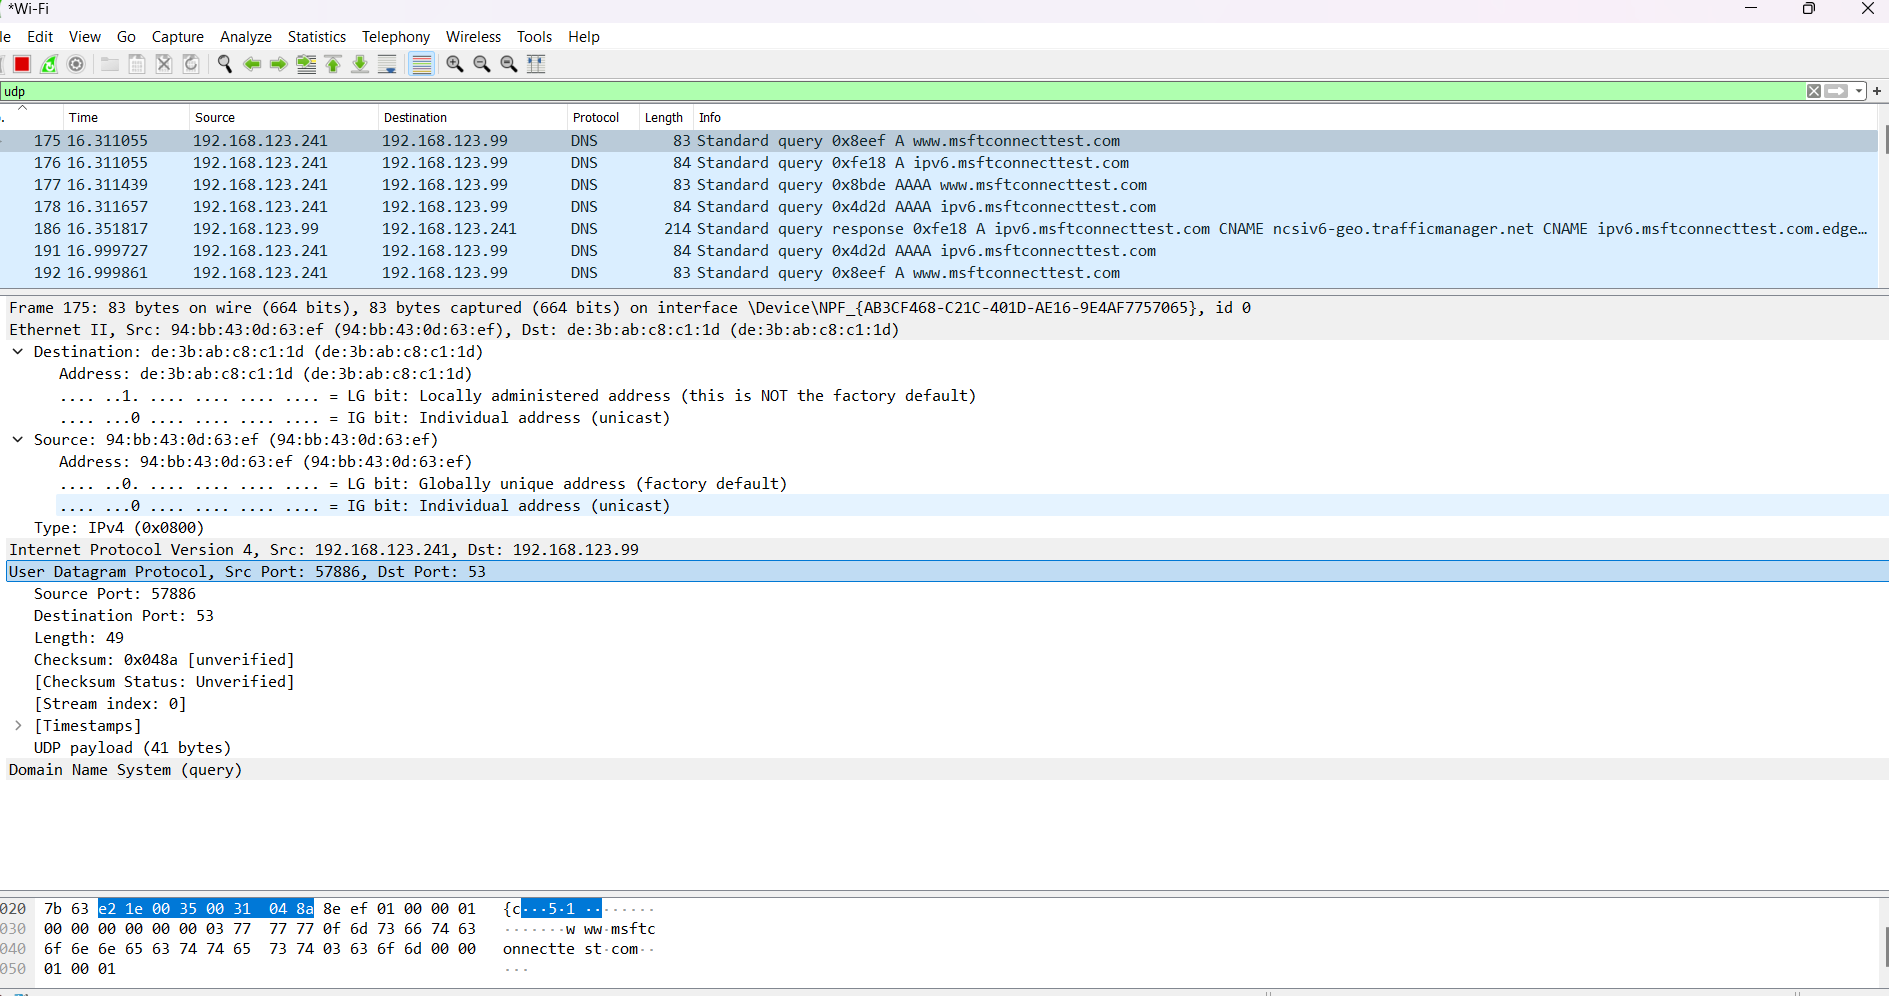 *Wi-Fi
le Edit View Go Capture Analyze Statistics Telephony Wireless Tools Help
udp
Time Source Destination Protocol Length Info
175 16.311055 192.168.123.241 192.168.123.99 DNS 83 Standard query 0x8eef A www.msftconnecttest.com
176 16.311055 192.168.123.241 192.168.123.99 DNS 84 Standard query 0xfe18 A ipv6.msftconnecttest.com
177 16.311439 192.168.123.241 192.168.123.99 DNS 83 Standard query 0x8bde AAAA www.msftconnecttest.com
178 16.311657 192.168.123.241 192.168.123.99 DNS 84 Standard query 0x4d2d AAAA ipv6.msftconnecttest.com
186 16.351817 192.168.123.99 192.168.123.241 DNS 214 Standard query response 0xfe18 A ipv6.msftconnecttest.com CNAME ncsiv6-geo.trafficmanager.net CNAME ipv6.msftconnecttest.com.edge…
191 16.999727 192.168.123.241 192.168.123.99 DNS 84 Standard query 0x4d2d AAAA ipv6.msftconnecttest.com
192 16.999861 192.168.123.241 192.168.123.99 DNS 83 Standard query 0x8eef A www.msftconnecttest.com
Frame 175: 83 bytes on wire (664 bits), 83 bytes captured (664 bits) on interface \Device\NPF_{AB3CF468-C21C-401D-AE16-9E4AF7757065}, id 0
Ethernet II, Src: 94:bb:43:0d:63:ef (94:bb:43:0d:63:ef), Dst: de:3b:ab:c8:c1:1d (de:3b:ab:c8:c1:1d)
Destination: de:3b:ab:c8:c1:1d (de:3b:ab:c8:c1:1d)
Address: de:3b:ab:c8:c1:1d (de:3b:ab:c8:c1:1d)
.... ..1. .... .... .... .... = LG bit: Locally administered address (this is NOT the factory default)
.... ...0 .... .... .... .... = IG bit: Individual address (unicast)
Source: 94:bb:43:0d:63:ef (94:bb:43:0d:63:ef)
Address: 94:bb:43:0d:63:ef (94:bb:43:0d:63:ef)
.... ..0. .... .... .... .... = LG bit: Globally unique address (factory default)
.... ...0 .... .... .... .... = IG bit: Individual address (unicast)
Type: IPv4 (0x0800)
Internet Protocol Version 4, Src: 192.168.123.241, Dst: 192.168.123.99
User Datagram Protocol, Src Port: 57886, Dst Port: 53
Source Port: 57886
Destination Port: 53
Length: 49
Checksum: 0x048a [unverified]
[Checksum Status: Unverified]
[Stream index: 0]
[Timestamps]
UDP payload (41 bytes)
Domain Name System (query)
020 7b 63 e2 1e 00 35 00 31 04 8a 8e ef 01 00 00 01 {c···5·1 ········
030 00 00 00 00 00 00 03 77 77 77 0f 6d 73 66 74 63 ·······w ww·msftc
040 6f 6e 6e 65 63 74 74 65 73 74 03 63 6f 6d 00 00 onnectte st·com··
050 01 00 01 ···